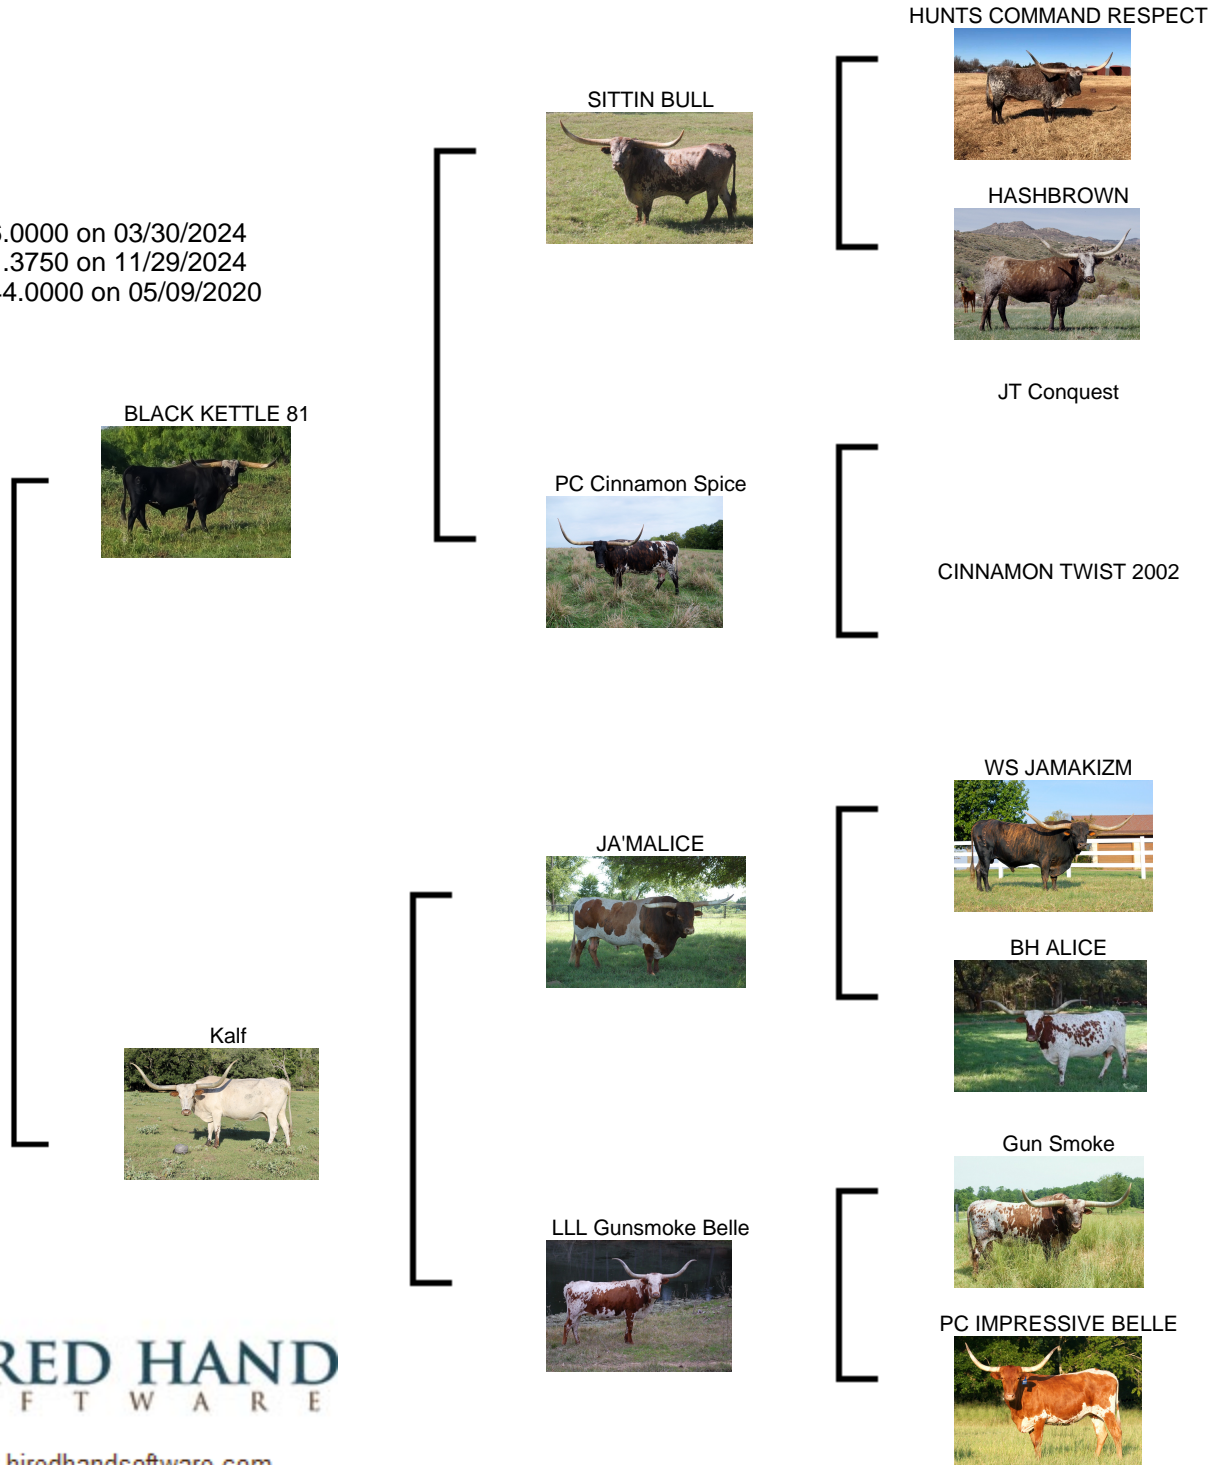 HUNTS COMMAND RESPECT
SITTIN BULL
HASHBROWN
.0000 on 03/30/2024
.3750 on 11/29/2024
4.0000 on 05/09/2020
JT Conquest
BLACK KETTLE 81
PC Cinnamon Spice
CINNAMON TWIST 2002
WS JAMAKIZM
JA'MALICE
BH ALICE
Kalf
Gun Smoke
LLL Gunsmoke Belle
PC IMPRESSIVE BELLE
RED HAND
F T W A R E
hiredhandsoftware.com